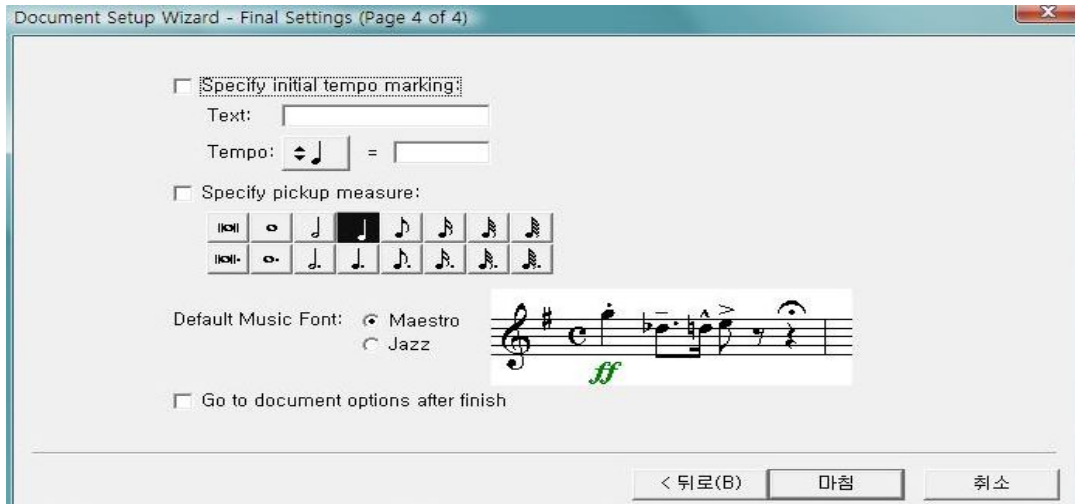 Document Setup Wizard - Final Settings (Page 4 of 4)
Specify initial tempo marking:
Text:
Tempo: =
Specify pickup measure:
Default Music Font: Maestro
Jazz
ff
Go to document options after finish
< 뒤로(B) 마침 취소